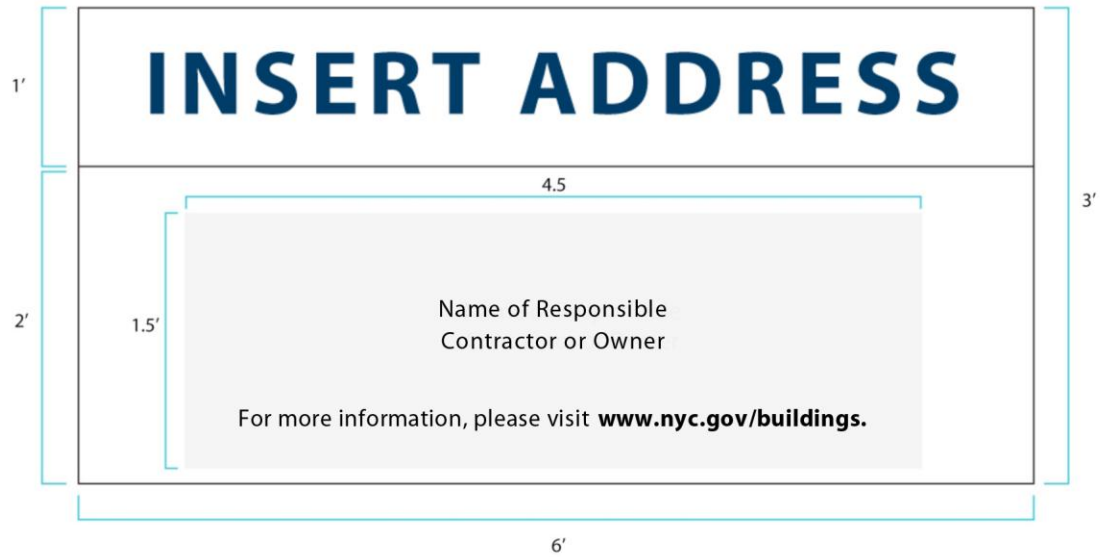 INSERT ADDRESS
1’
4.5
3’
2’
1.5’
Name of Responsible
Contractor or Owner
For more information, please visit www.nyc.gov/buildings.
6’